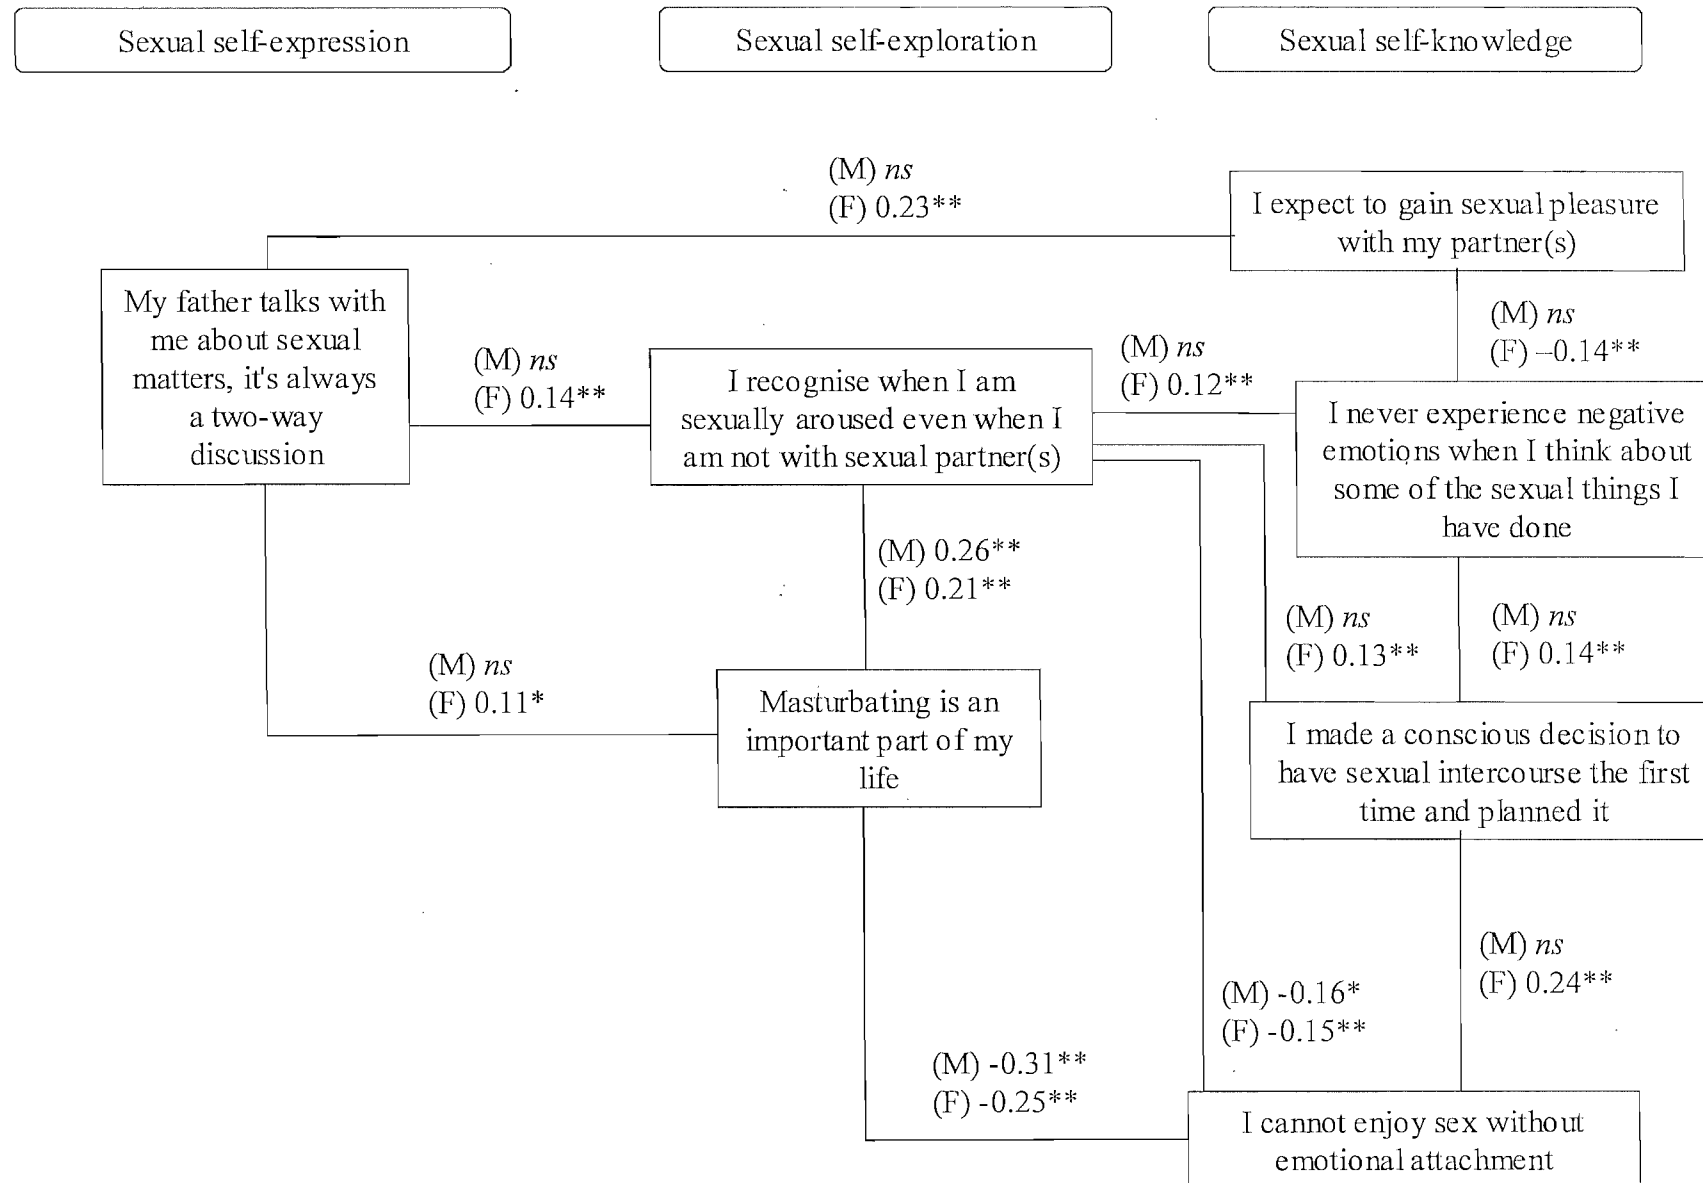 Sexual self-expression
Sexual self-exploration
Sexual self-knowledge
(M) ns
(F) 0.23**
I expect to gain sexual pleasure
with my partner(s)
My father talks with
me about sexual
matters, it's always
a two-way
discussion
(M) ns
(F) 0.14**
I recognise when I am
sexually aroused even when I
am not with sexual partner(s)
(M) ns
(F) 0.12**
(M) ns
(F) –0.14**
I never experience negative
emotions when I think about
some of the sexual things I
have done
(M) 0.26**
(F) 0.21**
(M) ns
(F) 0.13**
(M) ns
(F) 0.14**
(M) ns
(F) 0.11*
Masturbating is an
important part of my
life
I made a conscious decision to
have sexual intercourse the first
time and planned it
(M) ns
(F) 0.24**
(M) -0.16*
(F) -0.15**
(M) -0.31**
(F) -0.25**
I cannot enjoy sex without
emotional attachment